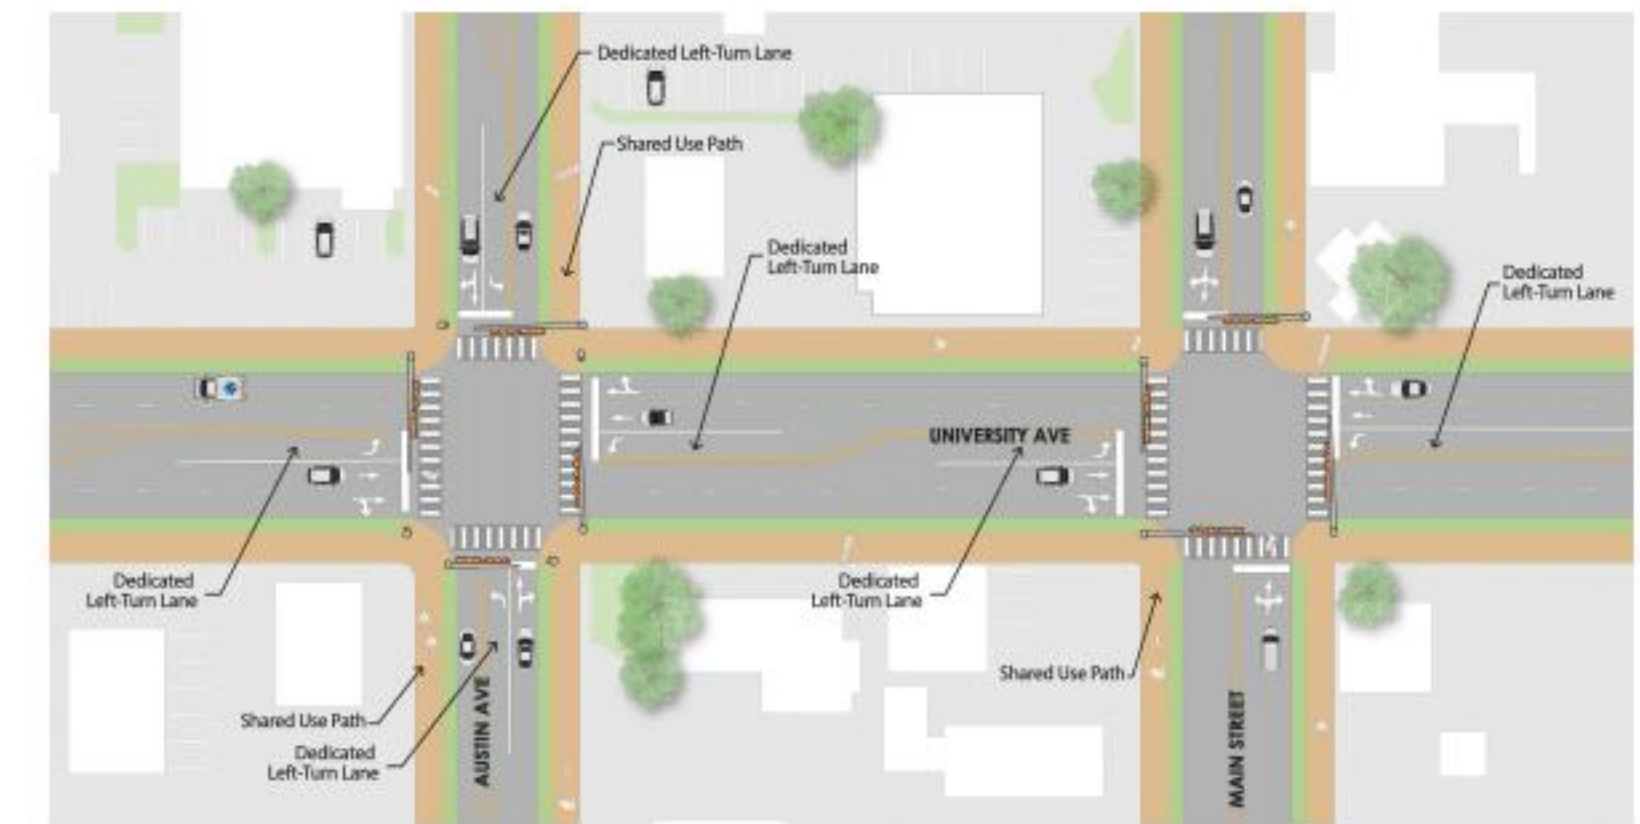 Dedicated Left-Turn Lane
Shared Use Path
Dedicated
Left-Turn Lane
Dedicated
Left-Turn Lane
UNIVERSITY AVE
Dedicated
Left-Turn Lane
Dedicated
Left-Turn Lane
Shared Use Path
Shared Use Path
Dedicated
Left-Turn Lane
AUSTIN AVE
MAIN STREET